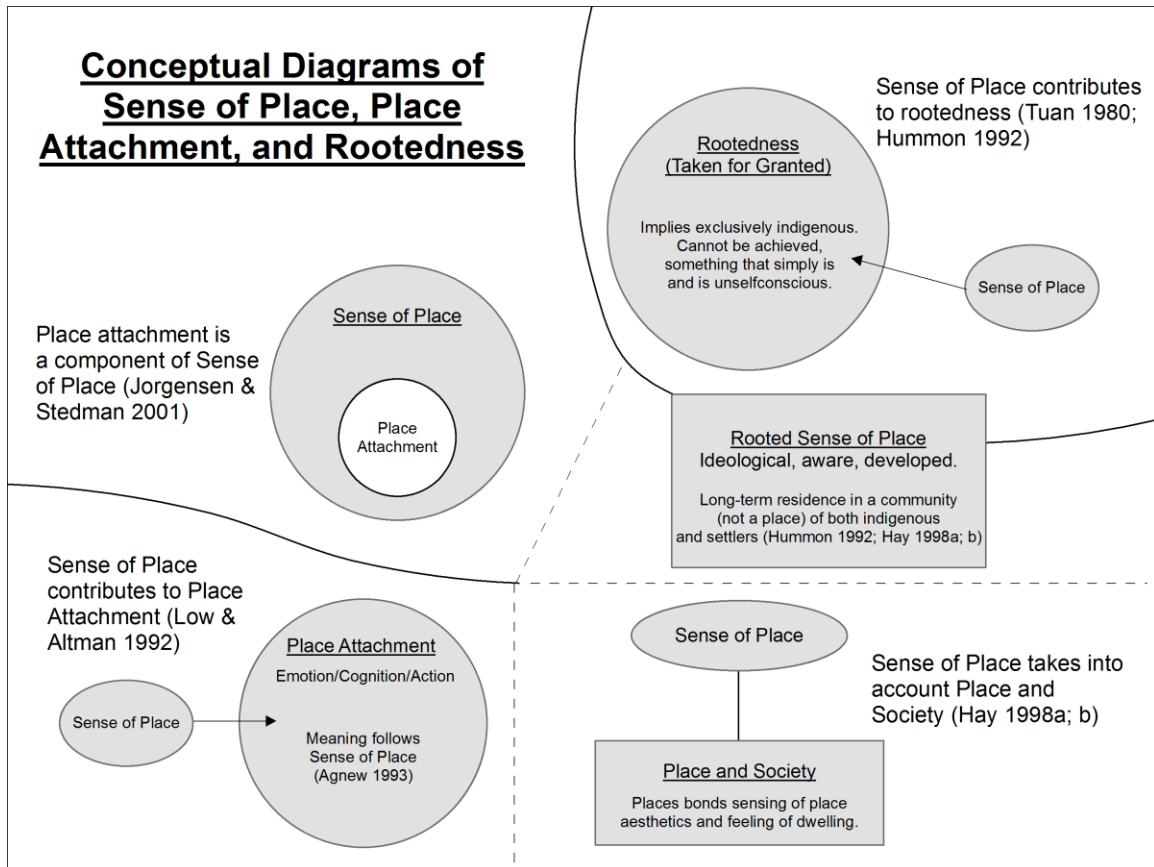 Conceptual Diagrams of
Sense of Place, Place
Attachment, and Rootedness
Sense of Place contributes
to rootedness (Tuan 1980;
Hummon 1992)
Rootedness
(Taken for Granted)
Implies exclusively indigenous.
Cannot be achieved,
something that simply is
and is unselfconscious.
Sense of Place
Place attachment is
a component of Sense
of Place (Jorgensen &
Stedman 2001)
Sense of Place
Place
Attachment
Rooted Sense of Place
Ideological, aware, developed.
Long-term residence in a community
(not a place) of both indigenous
and settlers (Hummon 1992; Hay 1998a; b)
Sense of Place
contributes to Place
Attachment (Low &
Altman 1992)
Sense of Place
Place Attachment
Emotion/Cognition/Action
Meaning follows
Sense of Place
(Agnew 1993)
Sense of Place
Sense of Place takes into
account Place and
Society (Hay 1998a; b)
Place and Society
Places bonds sensing of place
aesthetics and feeling of dwelling.